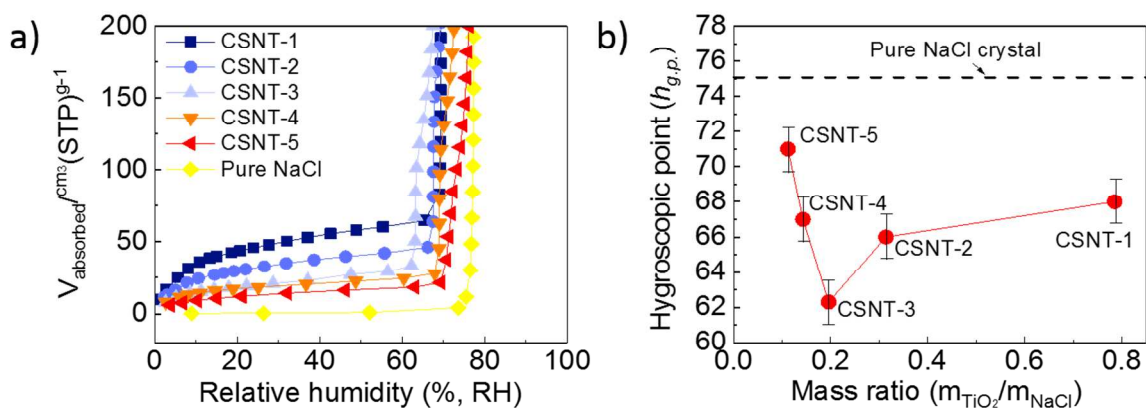 a)
200
150
100
50
0
V_absorbed/cm3(STP)g-1
CSNT-1
CSNT-2
CSNT-3
CSNT-4
CSNT-5
Pure NaCl
0 20 40 60 80 100
Relative humidity (%, RH)
b)
78
76
74
72
70
68
66
64
62
60
Hygroscopic point (h_g.p.)
Pure NaCl crystal
CSNT-5
CSNT-4
CSNT-2
CSNT-1
CSNT-3
0.0 0.2 0.4 0.6 0.8
Mass ratio (m_TiO2/m_NaCl)